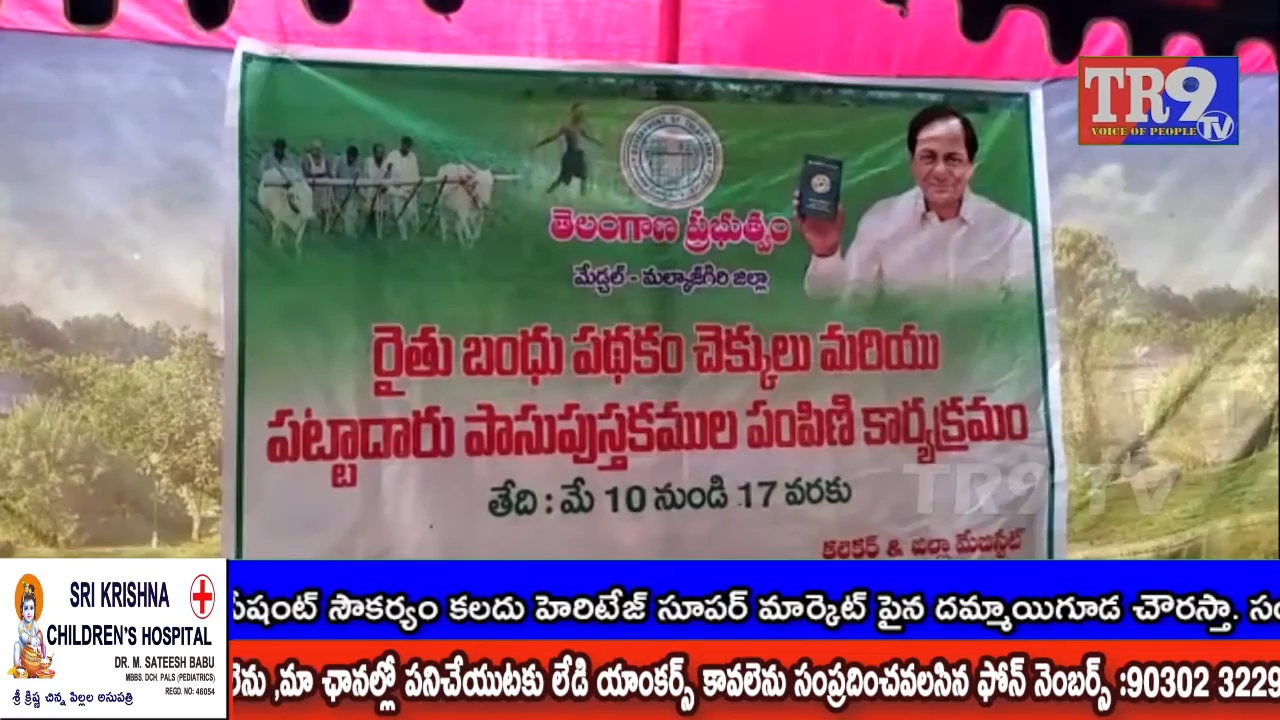 TR9
VOICE OF PEOPLE TV
తెలంగాణ ప్రభుత్వం
మేడ్చల్ - మల్కాజిగిరి జిల్లా
రైతు బంధు పథకం చెక్కులు మరియు
పట్టాదారు పాసుపుస్తకముల పంపిణి కార్యక్రమం
తేది : మే 10 నుండి 17 వరకు
TR9 TV
కలెక్టర్ & జిల్లా మేజిస్ట్రేట్
SRI KRISHNA
CHILDREN'S HOSPITAL
DR. M. SATEESH BABU
MBBS. DCH. PALS (PEDIATRICS)
REGD. NO: 46054
శ్రీ క్రిష్ణ చిన్న పిల్లల ఆసుపత్రి
సౌకర్యం కలదు హెరిటేజ్ సూపర్ మార్కెట్ పైన దమ్మాయిగూడ చౌరస్తా.
,మా ఛానల్లో పనిచేయుటకు లేడి యాంకర్స్ కావలెను సంప్రదించవలసిన ఫోన్ నెంబర్స్ :90302 3229